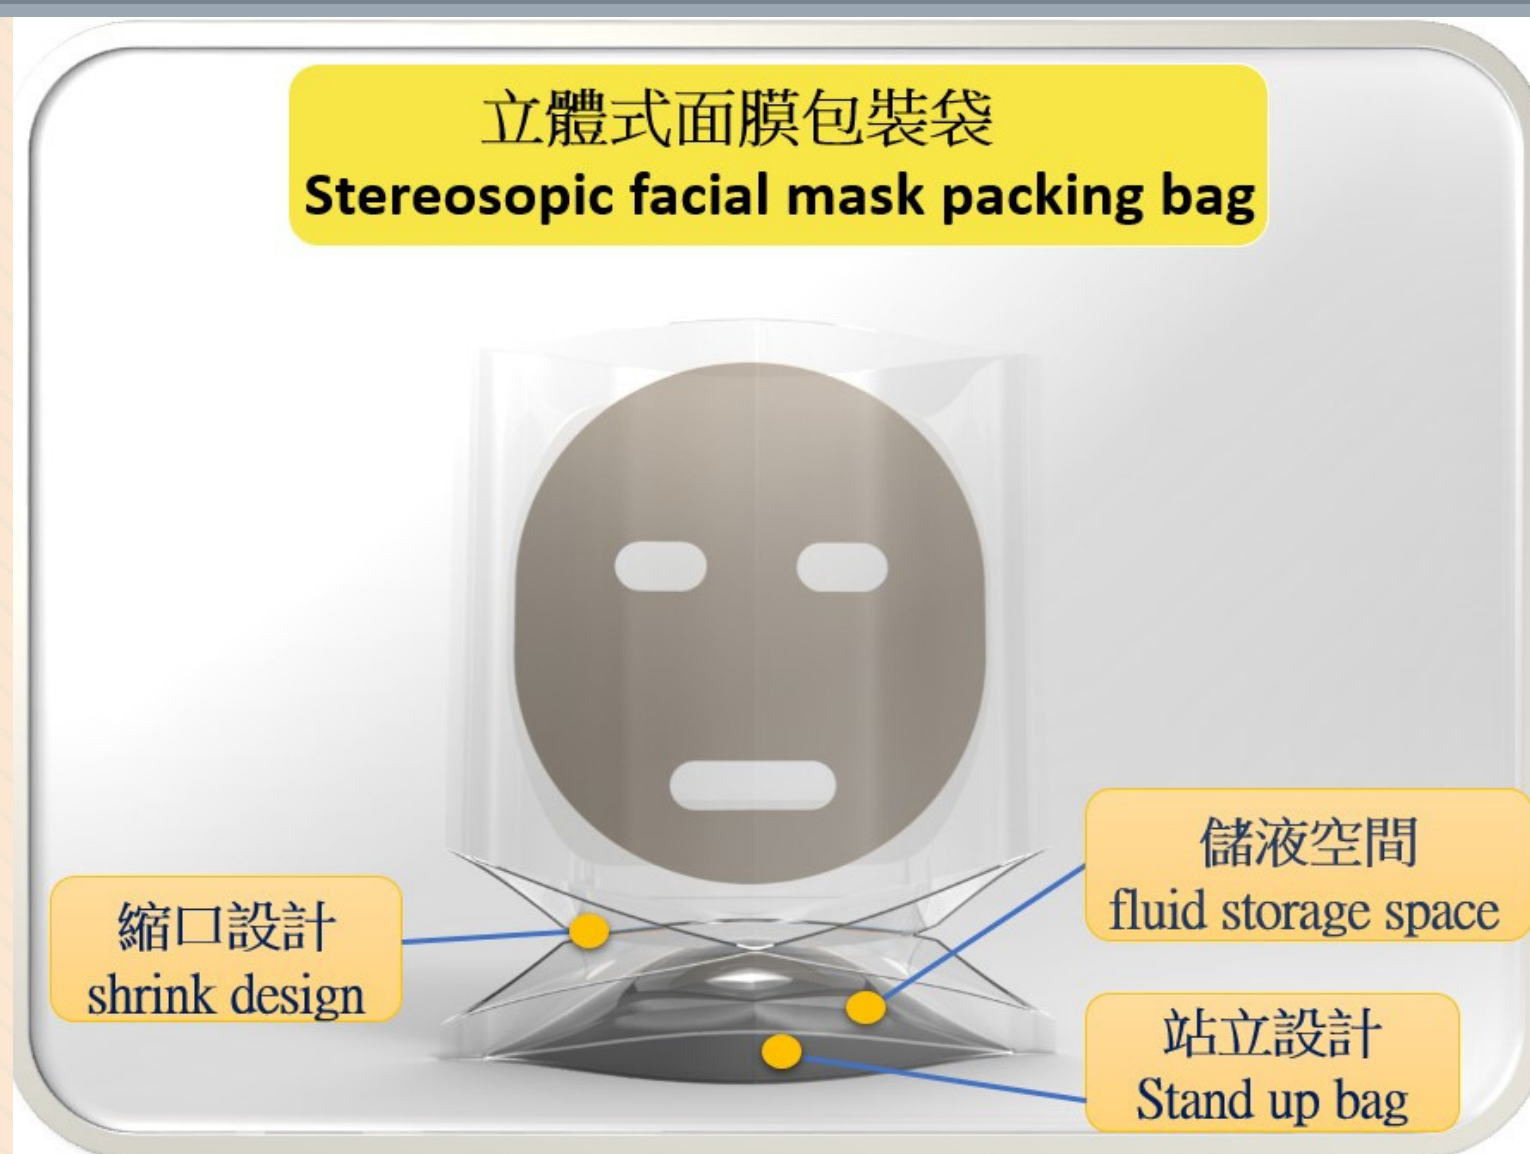 立體式面膜包裝袋
Stereosopic facial mask packing bag
儲液空間
fluid storage space
縮口設計
shrink design
站立設計
Stand up bag